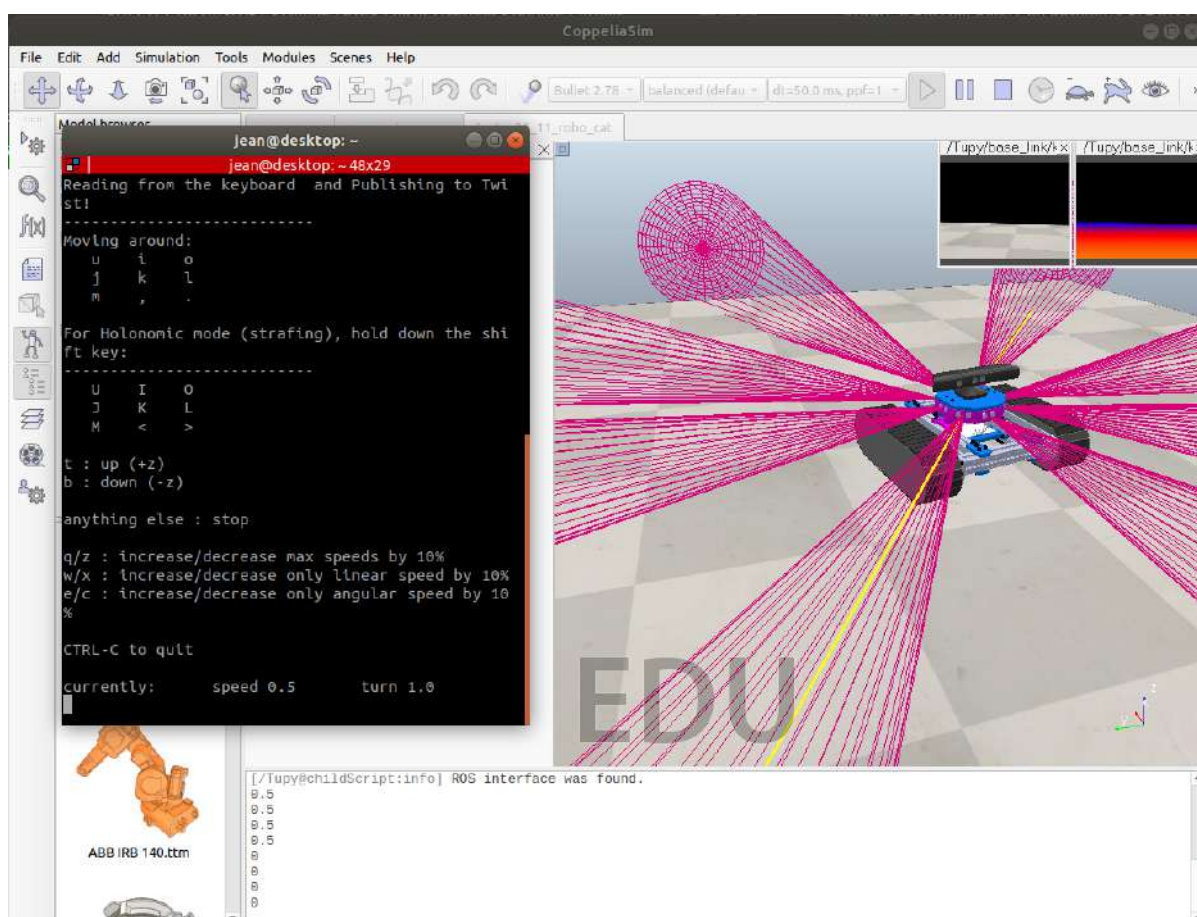 CoppeliaSim
File Edit Add Simulation Tools Modules Scenes Help
Bullet 2.78 balanced (defau dt=50.0 ms, ppf=1
f(x)
Model browser
_11_robo_cat
jean@desktop: ~
jean@desktop: ~ 48x29
Reading from the keyboard  and Publishing to Twi
st!
---------------------------
Moving around:
u i o
j k l
m , .
For Holonomic mode (strafing), hold down the shi
ft key:
---------------------------
U I O
J K L
M < >
t : up (+z)
b : down (-z)
anything else : stop
q/z : increase/decrease max speeds by 10%
w/x : increase/decrease only linear speed by 10%
e/c : increase/decrease only angular speed by 10
%
CTRL-C to quit
currently: speed 0.5 turn 1.0
/Tupy/base_link/k
/Tupy/base_link/k
EDU
ABB IRB 140.ttm
[/Tupy@childScript:info] ROS interface was found.
0.5
0.5
0.5
0.5
0
0
0
0